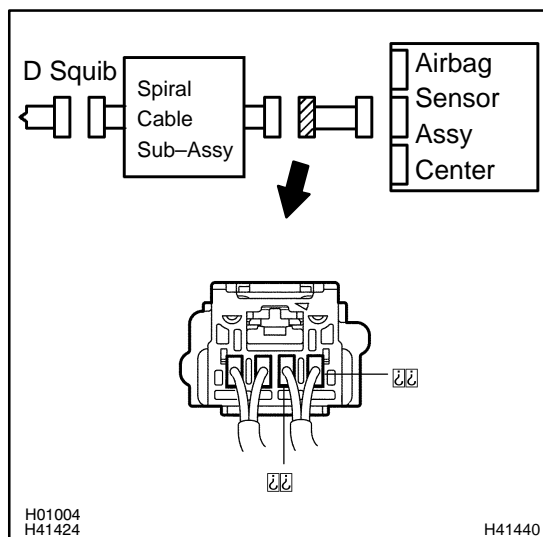 D Squib
Spiral
Cable
Sub–Assy
Airbag
Sensor
Assy
Center
H01004
H41424
H41440